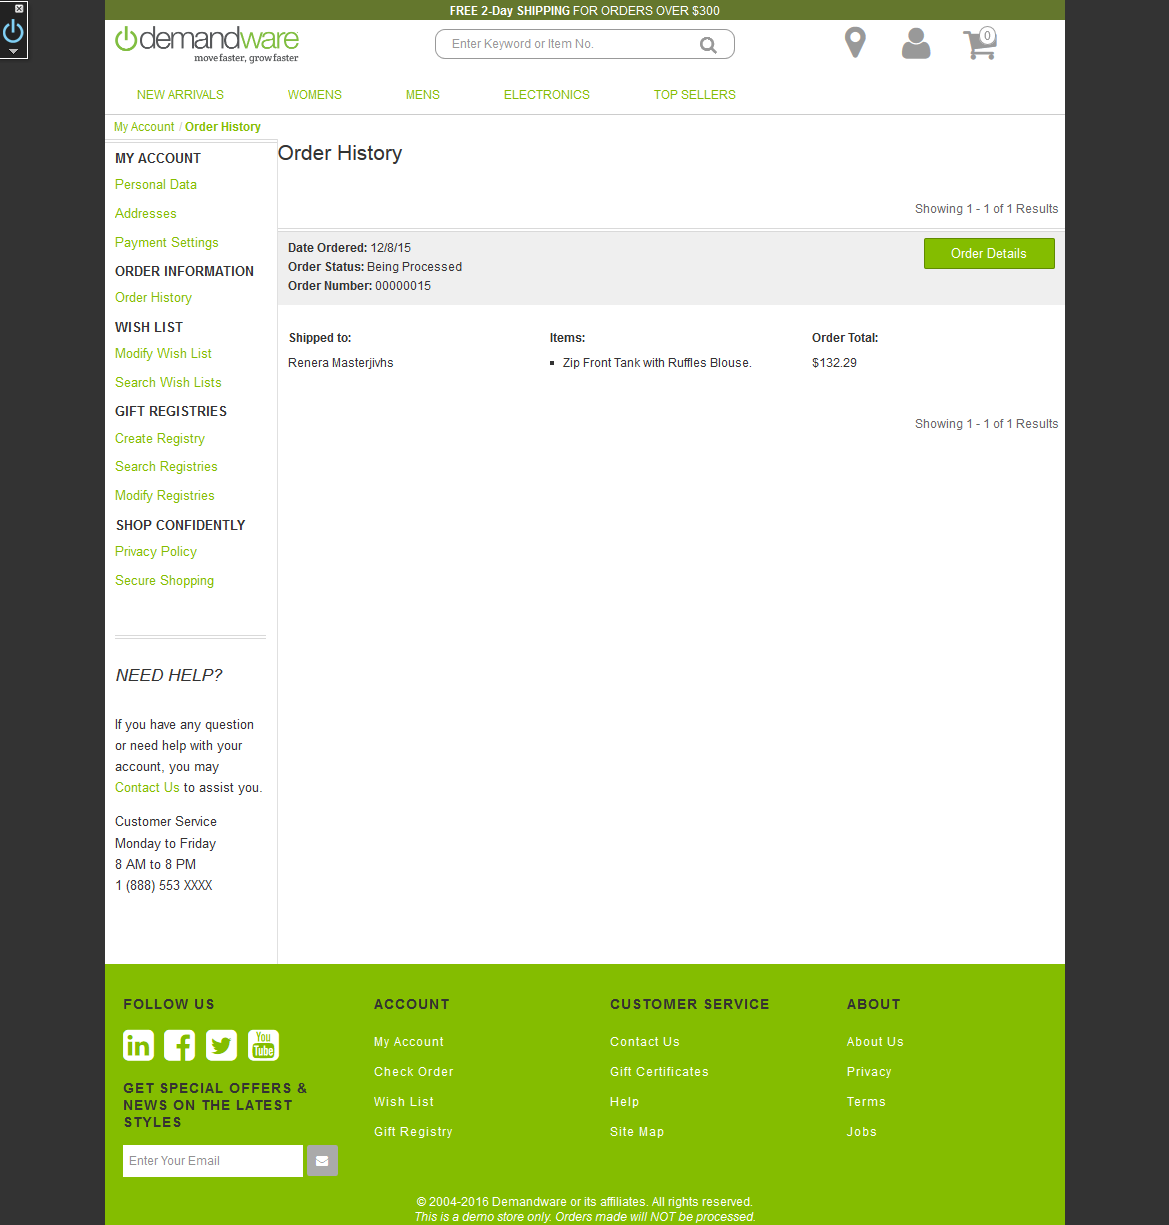 FREE 2-Day SHIPPING FOR ORDERS OVER $300
demandware
move faster, grow faster
Enter Keyword or Item No.
0
NEW ARRIVALS WOMENS MENS ELECTRONICS TOP SELLERS
My Account / Order History
MY ACCOUNT
Personal Data
Addresses
Payment Settings
ORDER INFORMATION
Order History
WISH LIST
Modify Wish List
Search Wish Lists
GIFT REGISTRIES
Create Registry
Search Registries
Modify Registries
SHOP CONFIDENTLY
Privacy Policy
Secure Shopping
NEED HELP?
If you have any question
or need help with your
account, you may
Contact Us to assist you.
Customer Service
Monday to Friday
8 AM to 8 PM
1 (888) 553 XXXX
Order History
Showing 1 - 1 of 1 Results
Date Ordered: 12/8/15
Order Status: Being Processed
Order Number: 00000015
Order Details
Shipped to:
Renera Masterjivhs
Items:
Zip Front Tank with Ruffles Blouse.
Order Total:
$132.29
Showing 1 - 1 of 1 Results
FOLLOW US
in f You Tube
GET SPECIAL OFFERS &
NEWS ON THE LATEST
STYLES
Enter Your Email
ACCOUNT
My Account
Check Order
Wish List
Gift Registry
CUSTOMER SERVICE
Contact Us
Gift Certificates
Help
Site Map
ABOUT
About Us
Privacy
Terms
Jobs
© 2004-2016 Demandware or its affiliates. All rights reserved.
This is a demo store only. Orders made will NOT be processed.